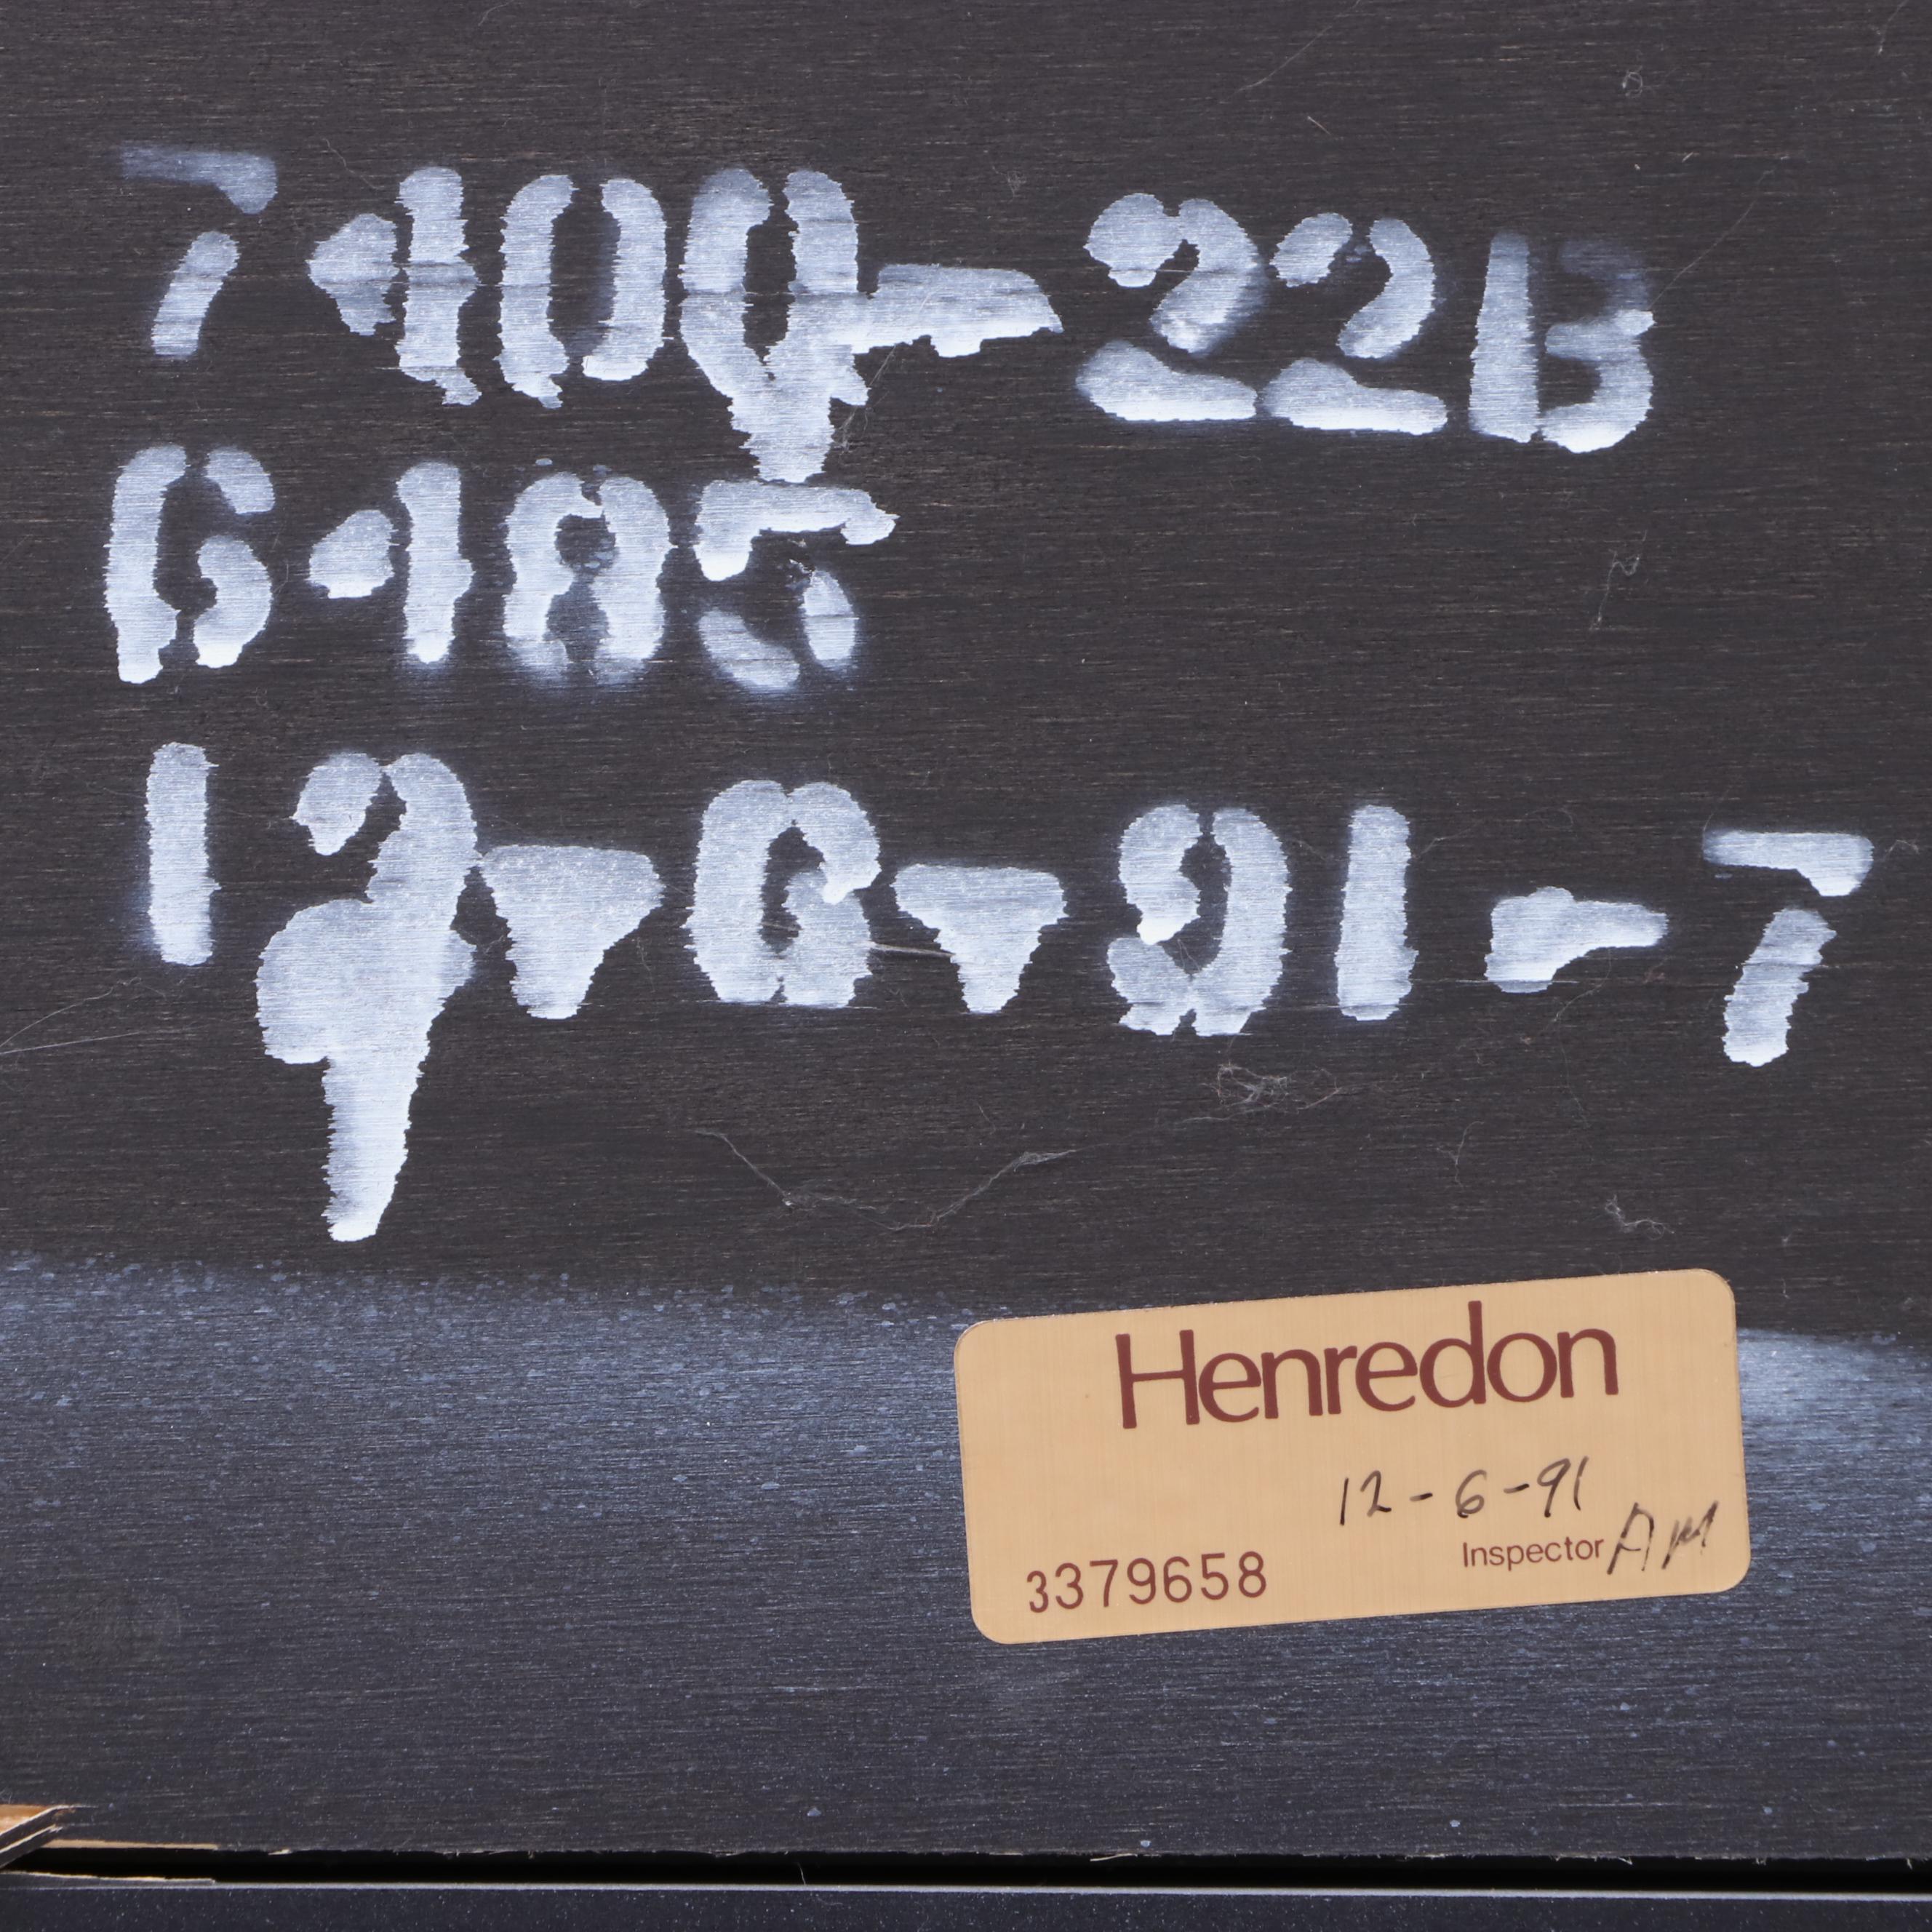 7400-22B
6485
12-6-91-7
Henredon
12-6-91
Inspector AM
3379658